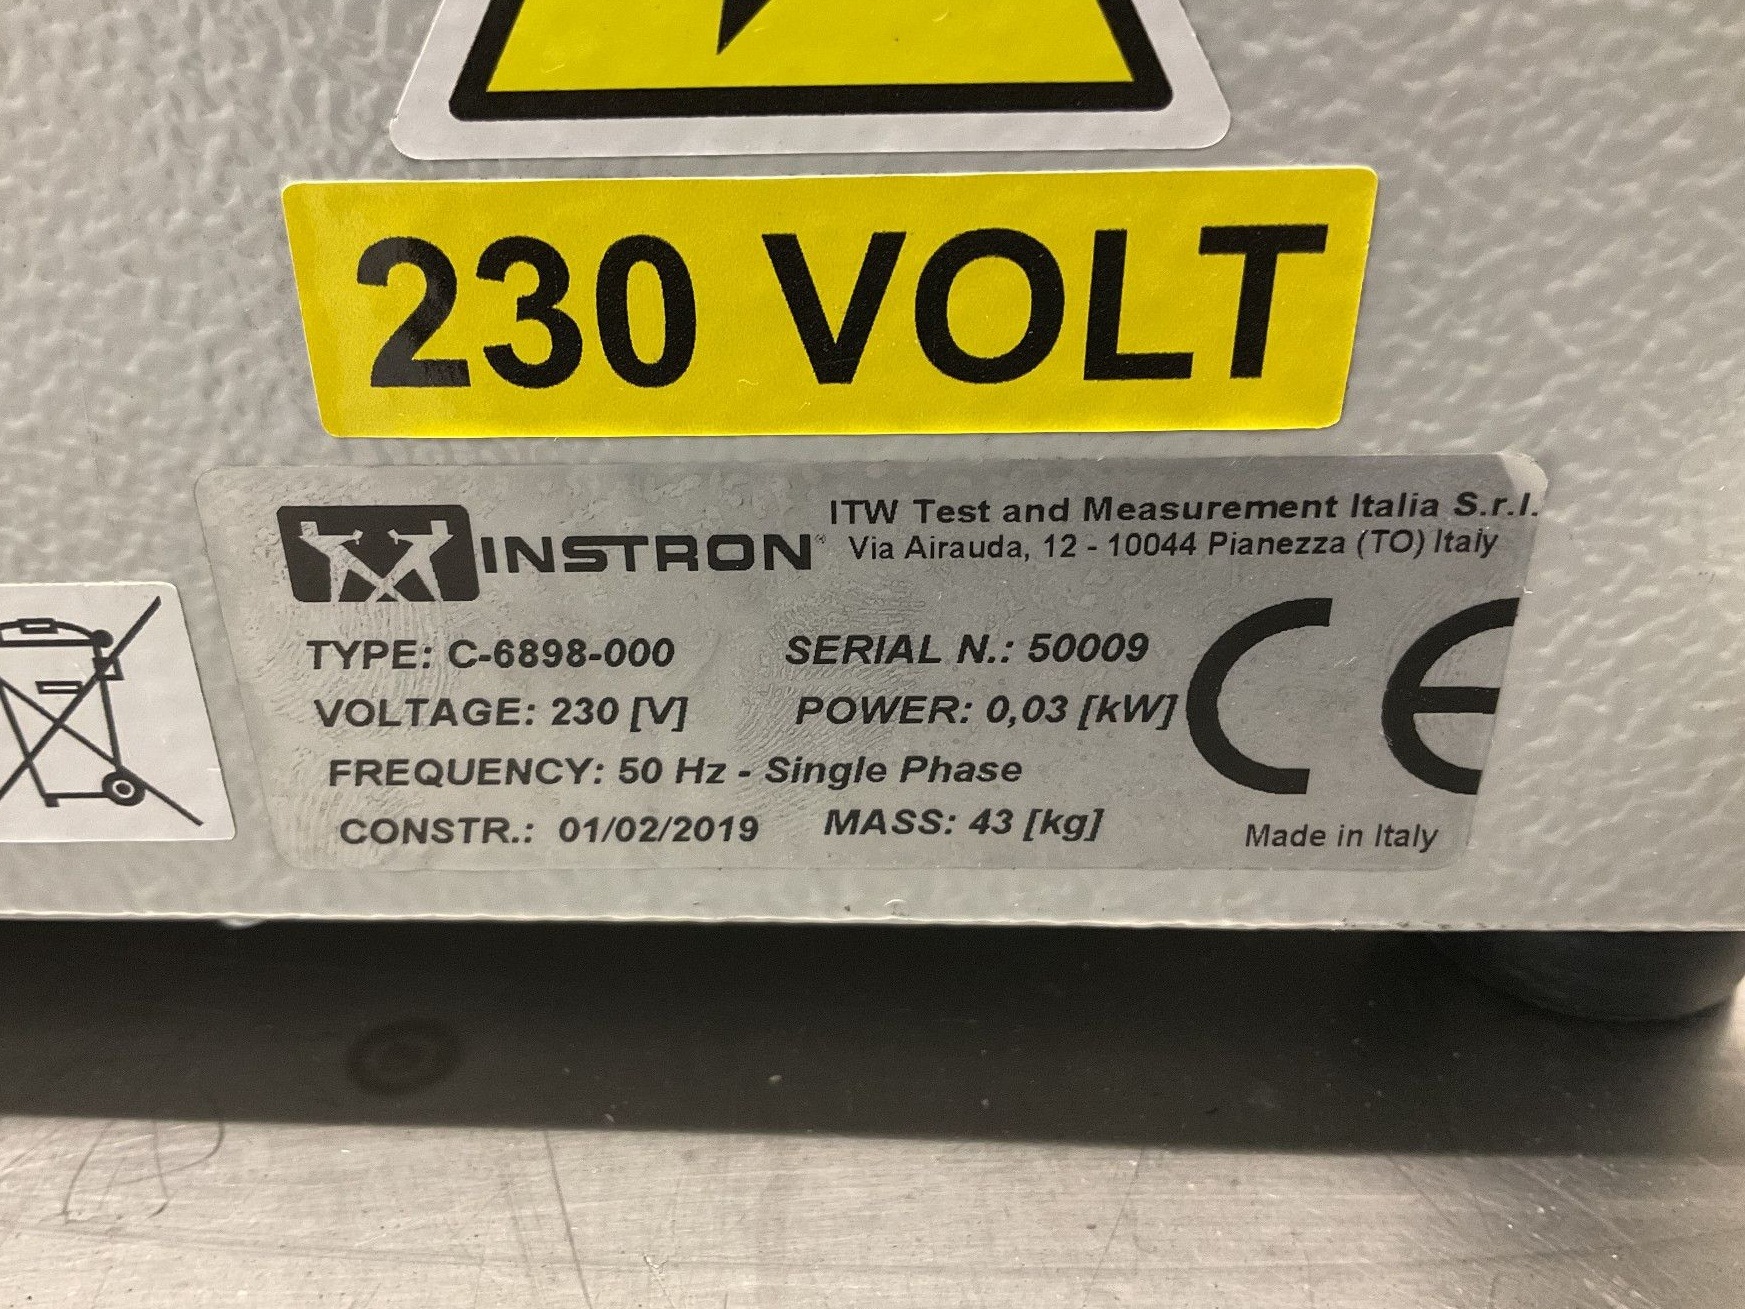 230 VOLT
INSTRON®
ITW Test and Measurement Italia S.r.l.
Via Airauda, 12 - 10044 Pianezza (TO) Italy
TYPE: C-6898-000 SERIAL N.: 50009
VOLTAGE: 230 [V] POWER: 0,03 [kW]
FREQUENCY: 50 Hz - Single Phase
CONSTR.: 01/02/2019 MASS: 43 [kg]
CE
Made in Italy